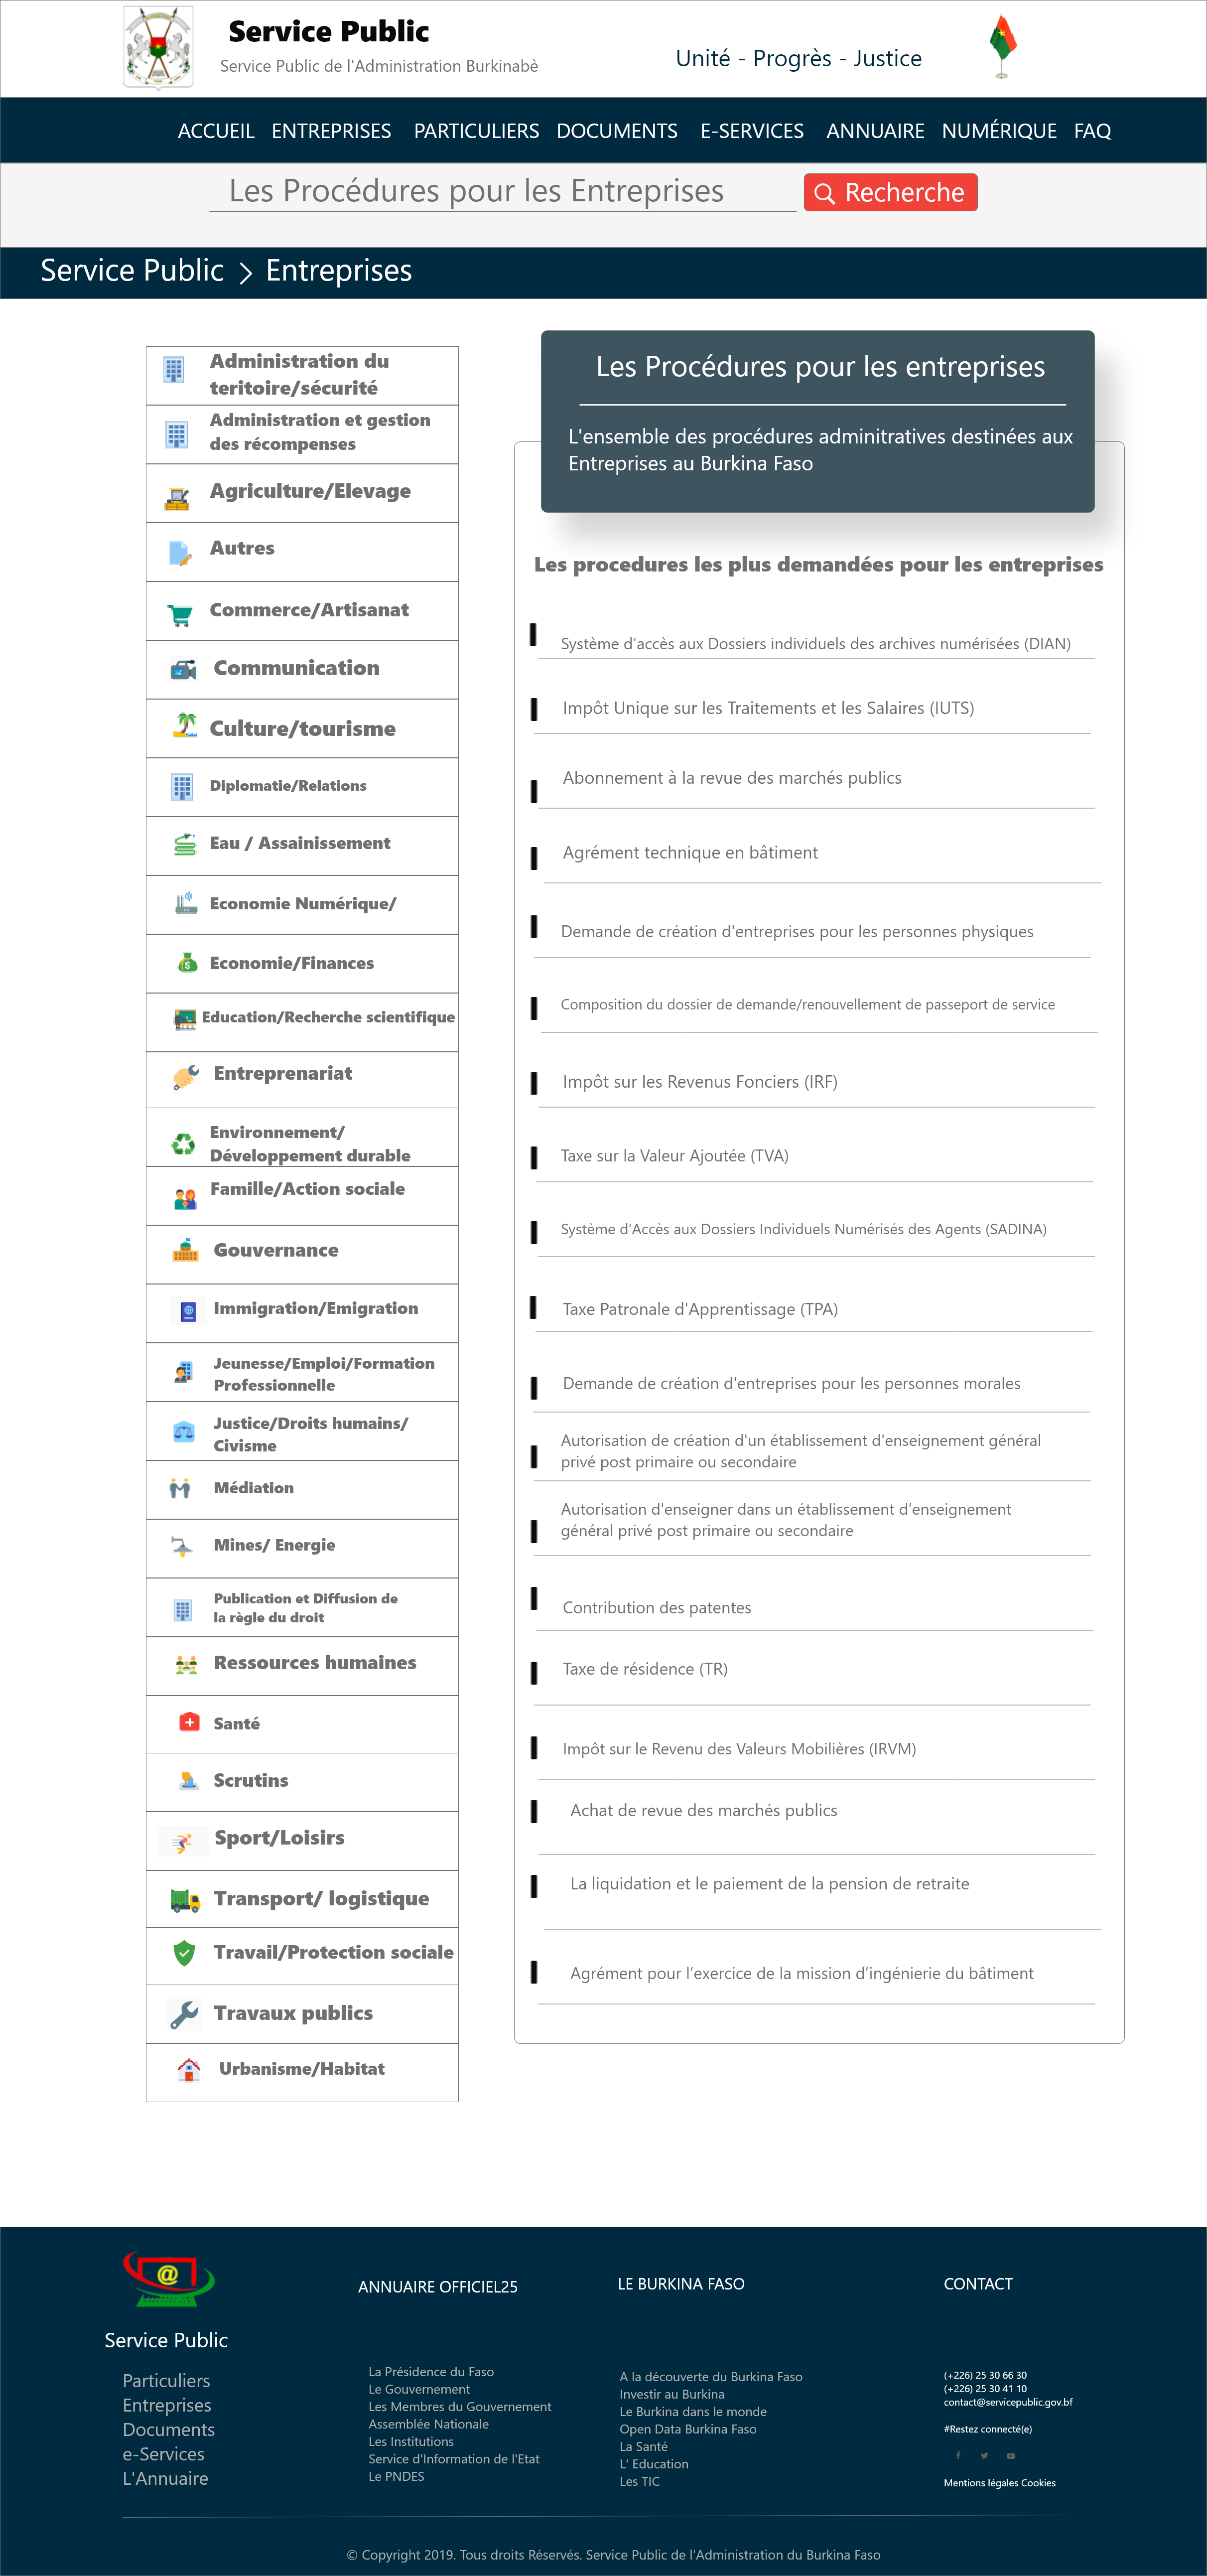 Service Public
Service Public de l'Administration Burkinabè
Unité - Progrès - Justice
ACCUEIL ENTREPRISES PARTICULIERS DOCUMENTS E-SERVICES ANNUAIRE NUMÉRIQUE FAQ
Les Procédures pour les Entreprises
Recherche
Service Public > Entreprises
Administration du
teritoire/sécurité
Administration et gestion
des récompenses
Agriculture/Elevage
Autres
Commerce/Artisanat
Communication
Culture/tourisme
Diplomatie/Relations
Eau / Assainissement
Economie Numérique/
Economie/Finances
Education/Recherche scientifique
Entreprenariat
Environnement/
Développement durable
Famille/Action sociale
Gouvernance
Immigration/Emigration
Jeunesse/Emploi/Formation
Professionnelle
Justice/Droits humains/
Civisme
Médiation
Mines/ Energie
Publication et Diffusion de
la règle du droit
Ressources humaines
Santé
Scrutins
Sport/Loisirs
Transport/ logistique
Travail/Protection sociale
Travaux publics
Urbanisme/Habitat
Les Procédures pour les entreprises
L'ensemble des procédures adminitratives destinées aux
Entreprises au Burkina Faso
Les procedures les plus demandées pour les entreprises
Système d’accès aux Dossiers individuels des archives numérisées (DIAN)
Impôt Unique sur les Traitements et les Salaires (IUTS)
Abonnement à la revue des marchés publics
Agrément technique en bâtiment
Demande de création d'entreprises pour les personnes physiques
Composition du dossier de demande/renouvellement de passeport de service
Impôt sur les Revenus Fonciers (IRF)
Taxe sur la Valeur Ajoutée (TVA)
Système d’Accès aux Dossiers Individuels Numérisés des Agents (SADINA)
Taxe Patronale d'Apprentissage (TPA)
Demande de création d'entreprises pour les personnes morales
Autorisation de création d'un établissement d'enseignement général
privé post primaire ou secondaire
Autorisation d'enseigner dans un établissement d’enseignement
général privé post primaire ou secondaire
Contribution des patentes
Taxe de résidence (TR)
Impôt sur le Revenu des Valeurs Mobilières (IRVM)
Achat de revue des marchés publics
La liquidation et le paiement de la pension de retraite
Agrément pour l’exercice de la mission d’ingénierie du bâtiment
@
Service Public
Particuliers
Entreprises
Documents
e-Services
L'Annuaire
ANNUAIRE OFFICIEL25
La Présidence du Faso
Le Gouvernement
Les Membres du Gouvernement
Assemblée Nationale
Les Institutions
Service d'Information de l'Etat
Le PNDES
LE BURKINA FASO
A la découverte du Burkina Faso
Investir au Burkina
Le Burkina dans le monde
Open Data Burkina Faso
La Santé
L' Education
Les TIC
CONTACT
(+226) 25 30 66 30
(+226) 25 30 41 10
contact@servicepublic.gov.bf
#Restez connecté(e)
Mentions légales Cookies
© Copyright 2019. Tous droits Réservés. Service Public de l'Administration du Burkina Faso